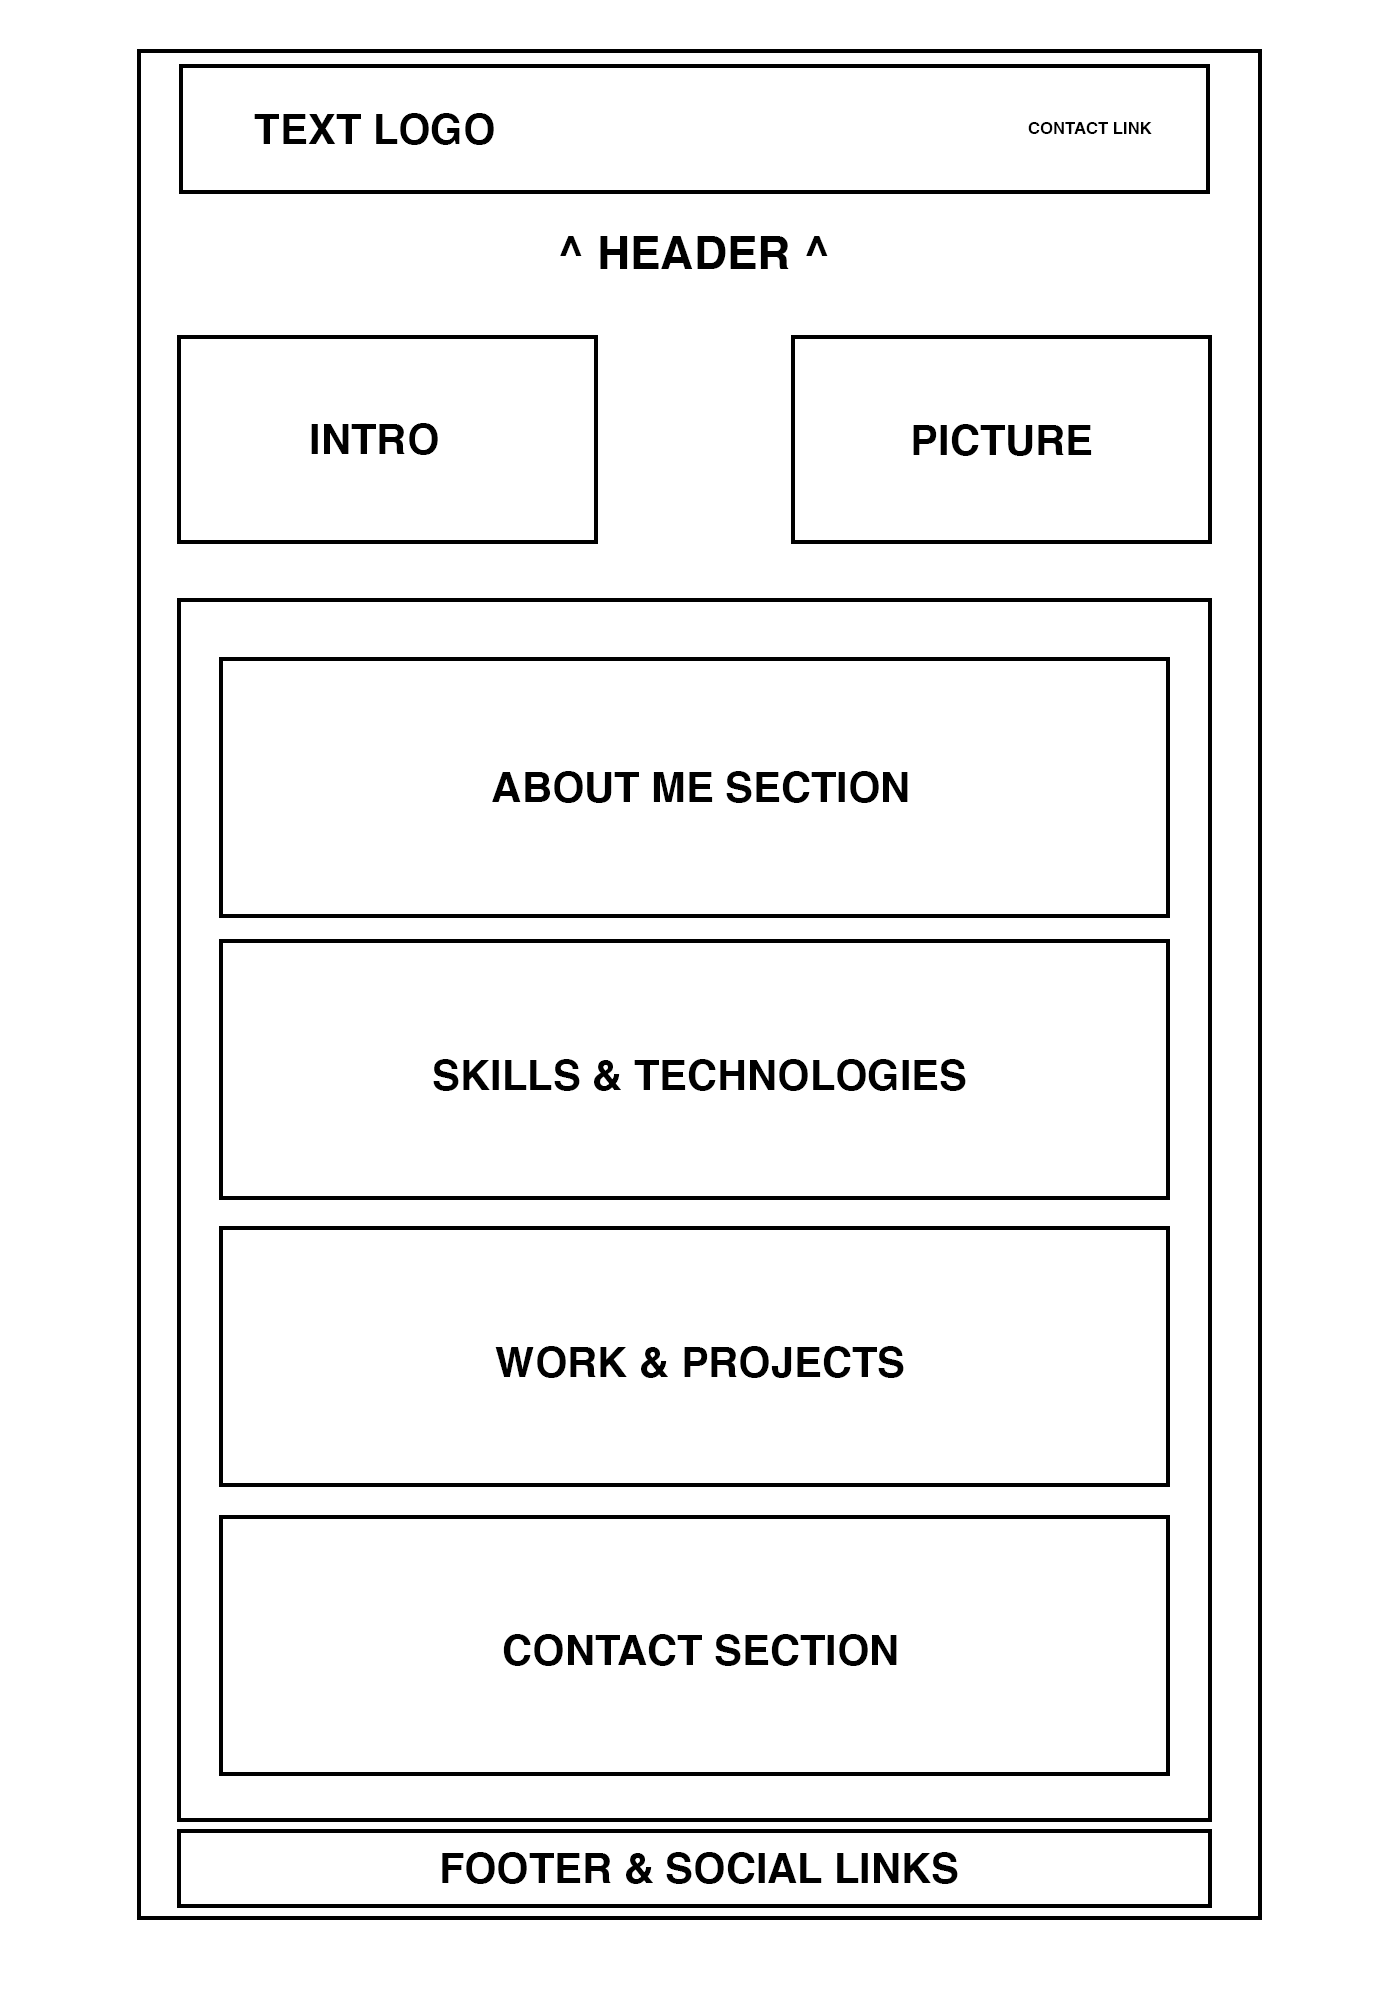 TEXT LOGO
CONTACT LINK
^ HEADER ^
INTRO
PICTURE
ABOUT ME SECTION
SKILLS & TECHNOLOGIES
WORK & PROJECTS
CONTACT SECTION
FOOTER & SOCIAL LINKS